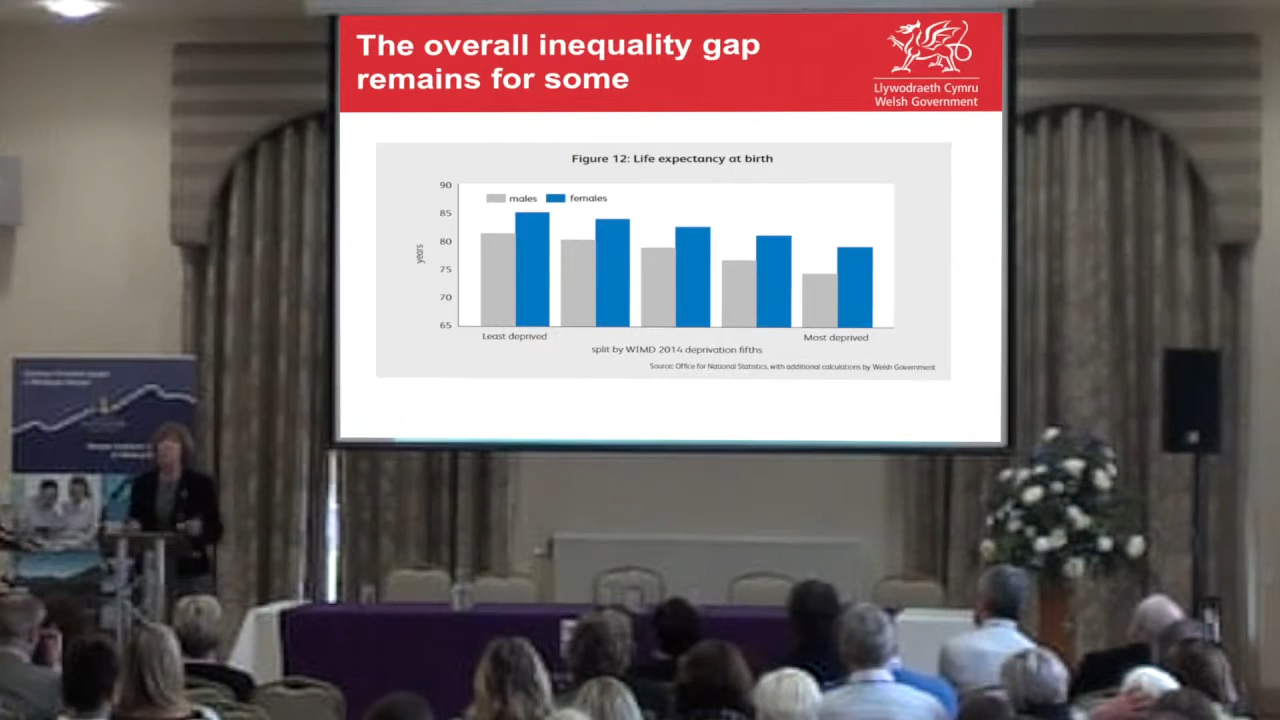 The overall inequality gap
remains for some
Llywodraeth Cymru
Welsh Government
Figure 12: Life expectancy at birth
90
85
80
75
70
65
years
males
females
Least deprived
Most deprived
split by WIMD 2014 deprivation fifths
Source: Office for National Statistics, with additional calculations by Welsh Government